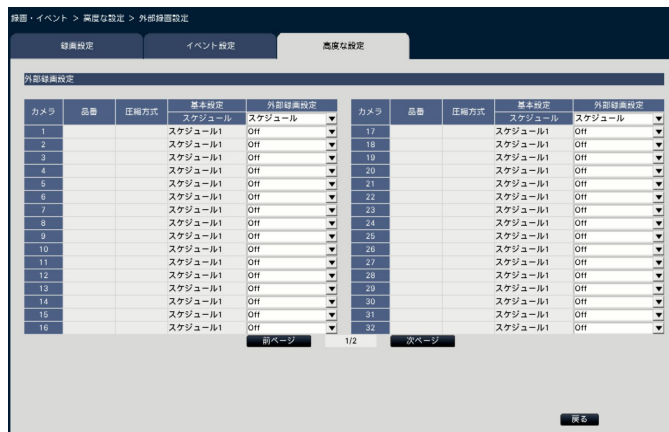 録画・イベント > 高度な設定 > 外部録画設定
録画設定 イベント設定 高度な設定
外部録画設定
カメラ 品番 圧縮方式 基本設定 外部録画設定 カメラ 品番 圧縮方式 基本設定 外部録画設定
スケジュール スケジュール スケジュール スケジュール
1 スケジュール1 Off 17 スケジュール1 Off
2 スケジュール1 Off 18 スケジュール1 Off
3 スケジュール1 Off 19 スケジュール1 Off
4 スケジュール1 Off 20 スケジュール1 Off
5 スケジュール1 Off 21 スケジュール1 Off
6 スケジュール1 Off 22 スケジュール1 Off
7 スケジュール1 Off 23 スケジュール1 Off
8 スケジュール1 Off 24 スケジュール1 Off
9 スケジュール1 Off 25 スケジュール1 Off
10 スケジュール1 Off 26 スケジュール1 Off
11 スケジュール1 Off 27 スケジュール1 Off
12 スケジュール1 Off 28 スケジュール1 Off
13 スケジュール1 Off 29 スケジュール1 Off
14 スケジュール1 Off 30 スケジュール1 Off
15 スケジュール1 Off 31 スケジュール1 Off
16 スケジュール1 Off 32 スケジュール1 Off
前ページ 1/2 次ページ
戻る